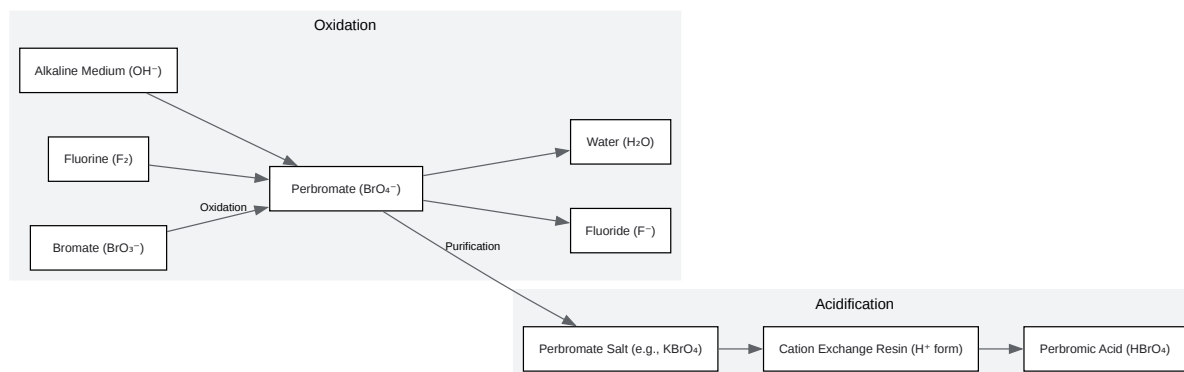 Oxidation
Alkaline Medium (OH⁻)
Fluorine (F₂)
Water (H₂O)
Perbromate (BrO₄⁻)
Oxidation
Bromate (BrO₃⁻)
Fluoride (F⁻)
Purification
Acidification
Perbromate Salt (e.g., KBrO₄)
Cation Exchange Resin (H⁺ form)
Perbromic Acid (HBrO₄)